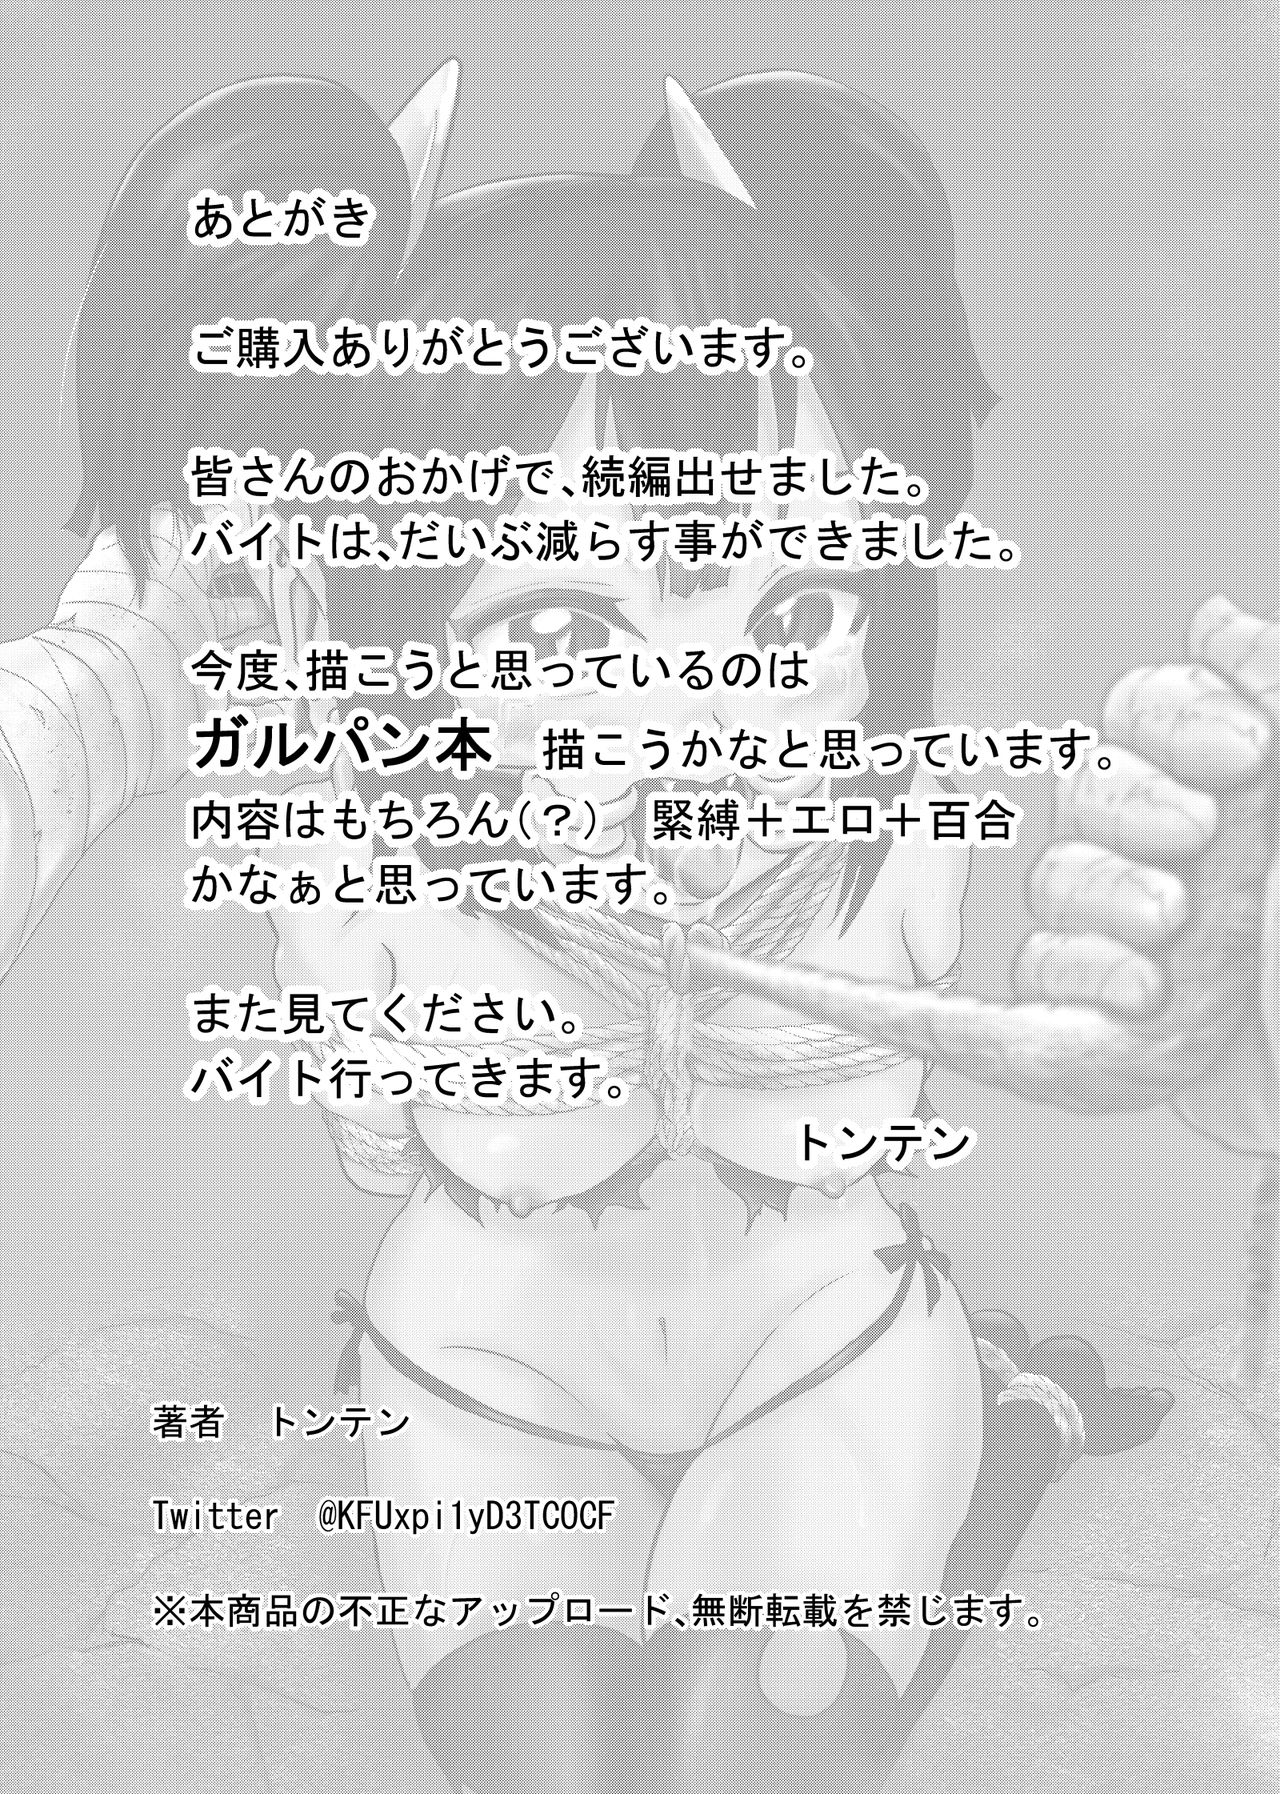 あとがき
ご購入ありがとうございます。
皆さんのおかげで、続編出せました。
バイトは、だいぶ減らす事ができました。
今度、描こうと思っているのは
ガルパン本　描こうかなと思っています。
内容はもちろん（？）　緊縛＋エロ＋百合
かなぁと思っています。
また見てください。
バイト行ってきます。
トンテン
著者　トンテン
Twitter　@KFUxpi1yD3TCOCF
※本商品の不正なアップロード、無断転載を禁じます。